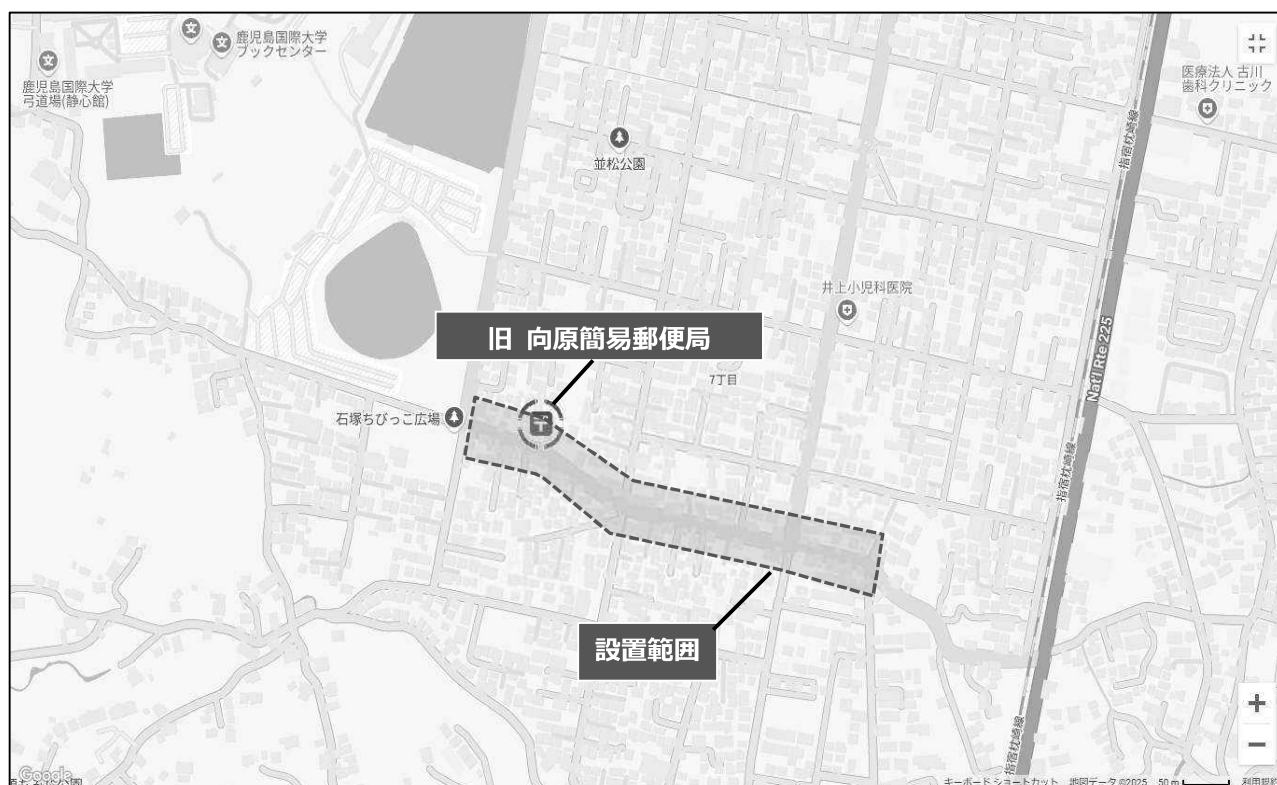 鹿児島国際大学
ブックセンター
鹿児島国際大学
弓道場(静心館)
医療法人 古川
歯科クリニック
指宿枕崎線
並松公園
井上小児科医院
旧 向原簡易郵便局
Nat'l Rte 225
7丁目
石塚ちびっこ広場
〒
指宿枕崎線
設置範囲
指宿枕崎線
+
−
Google
キーボード ショートカット 地図データ ©2025 50 m 利用規約